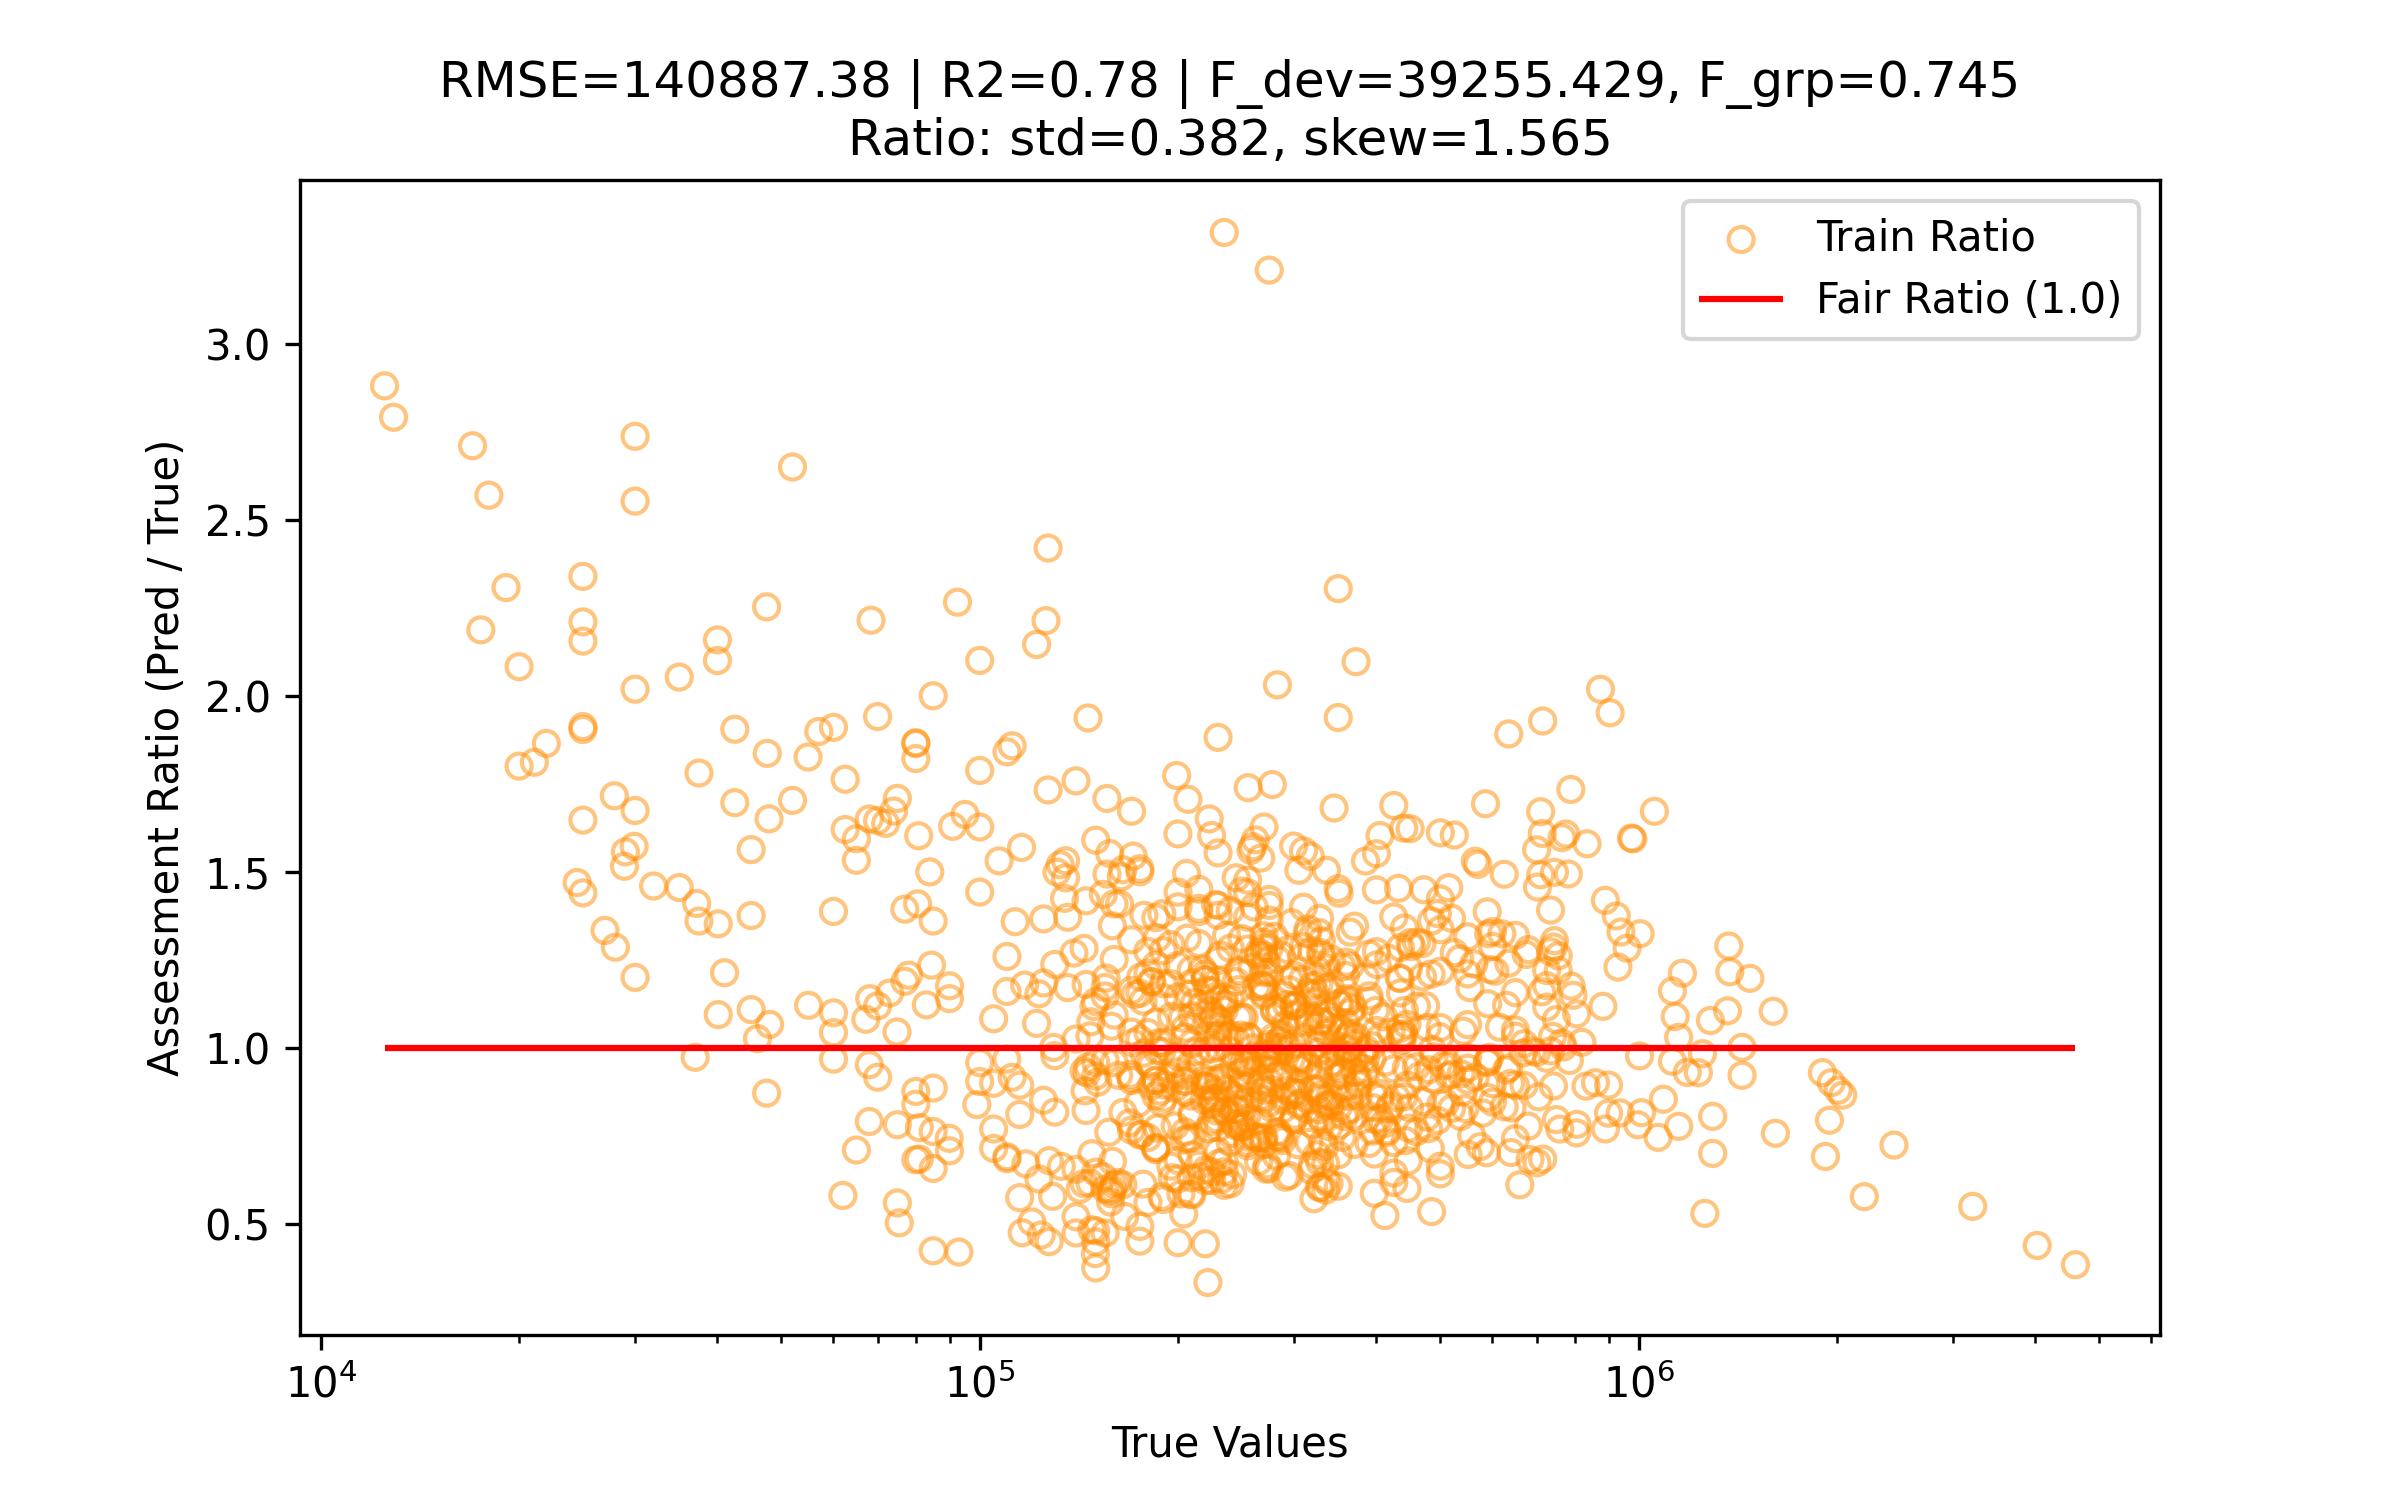 RMSE=140887.38 | R2=0.78 | F_dev=39255.429, F_grp=0.745
Ratio: std=0.382, skew=1.565
Train Ratio
Fair Ratio (1.0)
Assessment Ratio (Pred / True)
3.0
2.5
2.0
1.5
1.0
0.5
10⁴
10⁵
10⁶
True Values